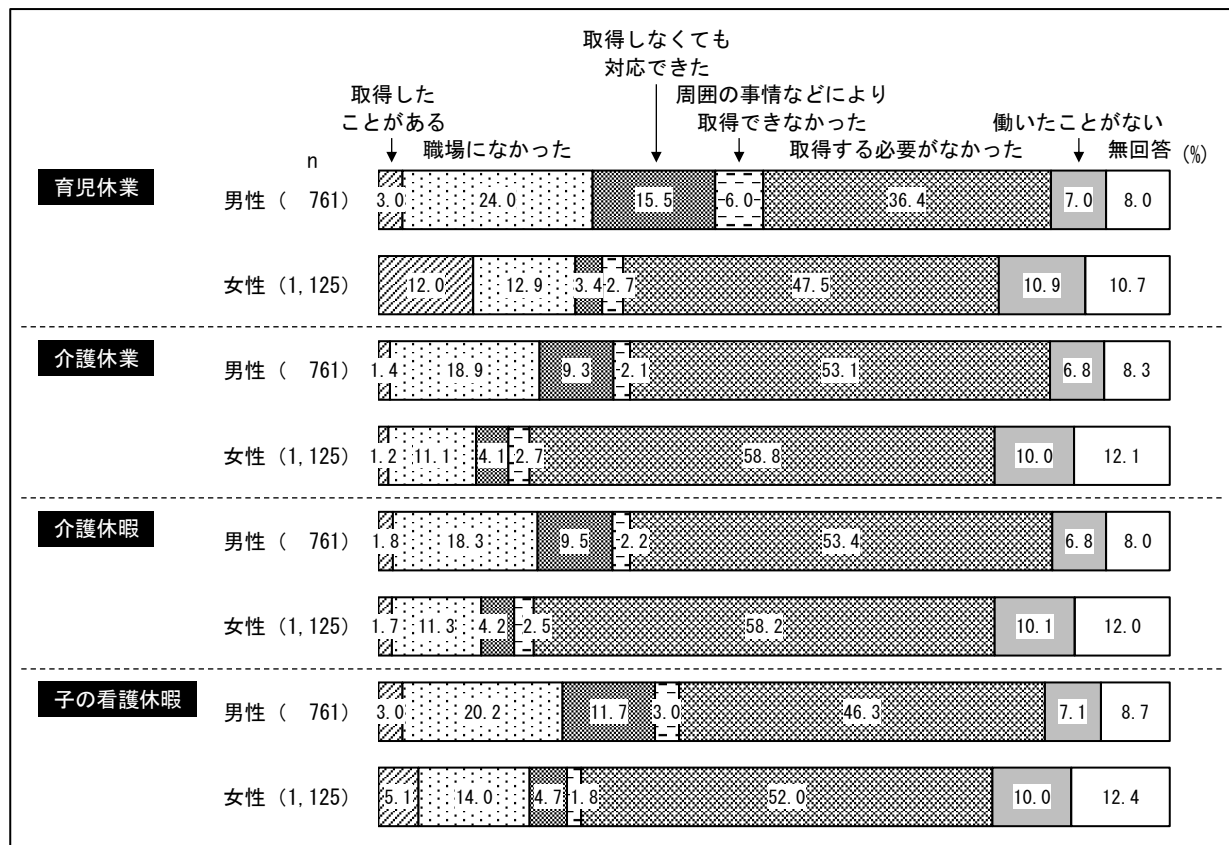 取得しなくても
対応できた
取得した
ことがある
周囲の事情などにより
取得できなかった
働いたことがない
n
職場になかった
取得する必要がなかった
無回答 (%)
育児休業
男性 ( 761) 3.0 24.0 15.5 6.0 36.4 7.0 8.0
女性 (1,125) 12.0 12.9 3.4 2.7 47.5 10.9 10.7
介護休業
男性 ( 761) 1.4 18.9 9.3 2.1 53.1 6.8 8.3
女性 (1,125) 1.2 11.1 4.1 2.7 58.8 10.0 12.1
介護休暇
男性 ( 761) 1.8 18.3 9.5 2.2 53.4 6.8 8.0
女性 (1,125) 1.7 11.3 4.2 2.5 58.2 10.1 12.0
子の看護休暇
男性 ( 761) 3.0 20.2 11.7 3.0 46.3 7.1 8.7
女性 (1,125) 5.1 14.0 4.7 1.8 52.0 10.0 12.4